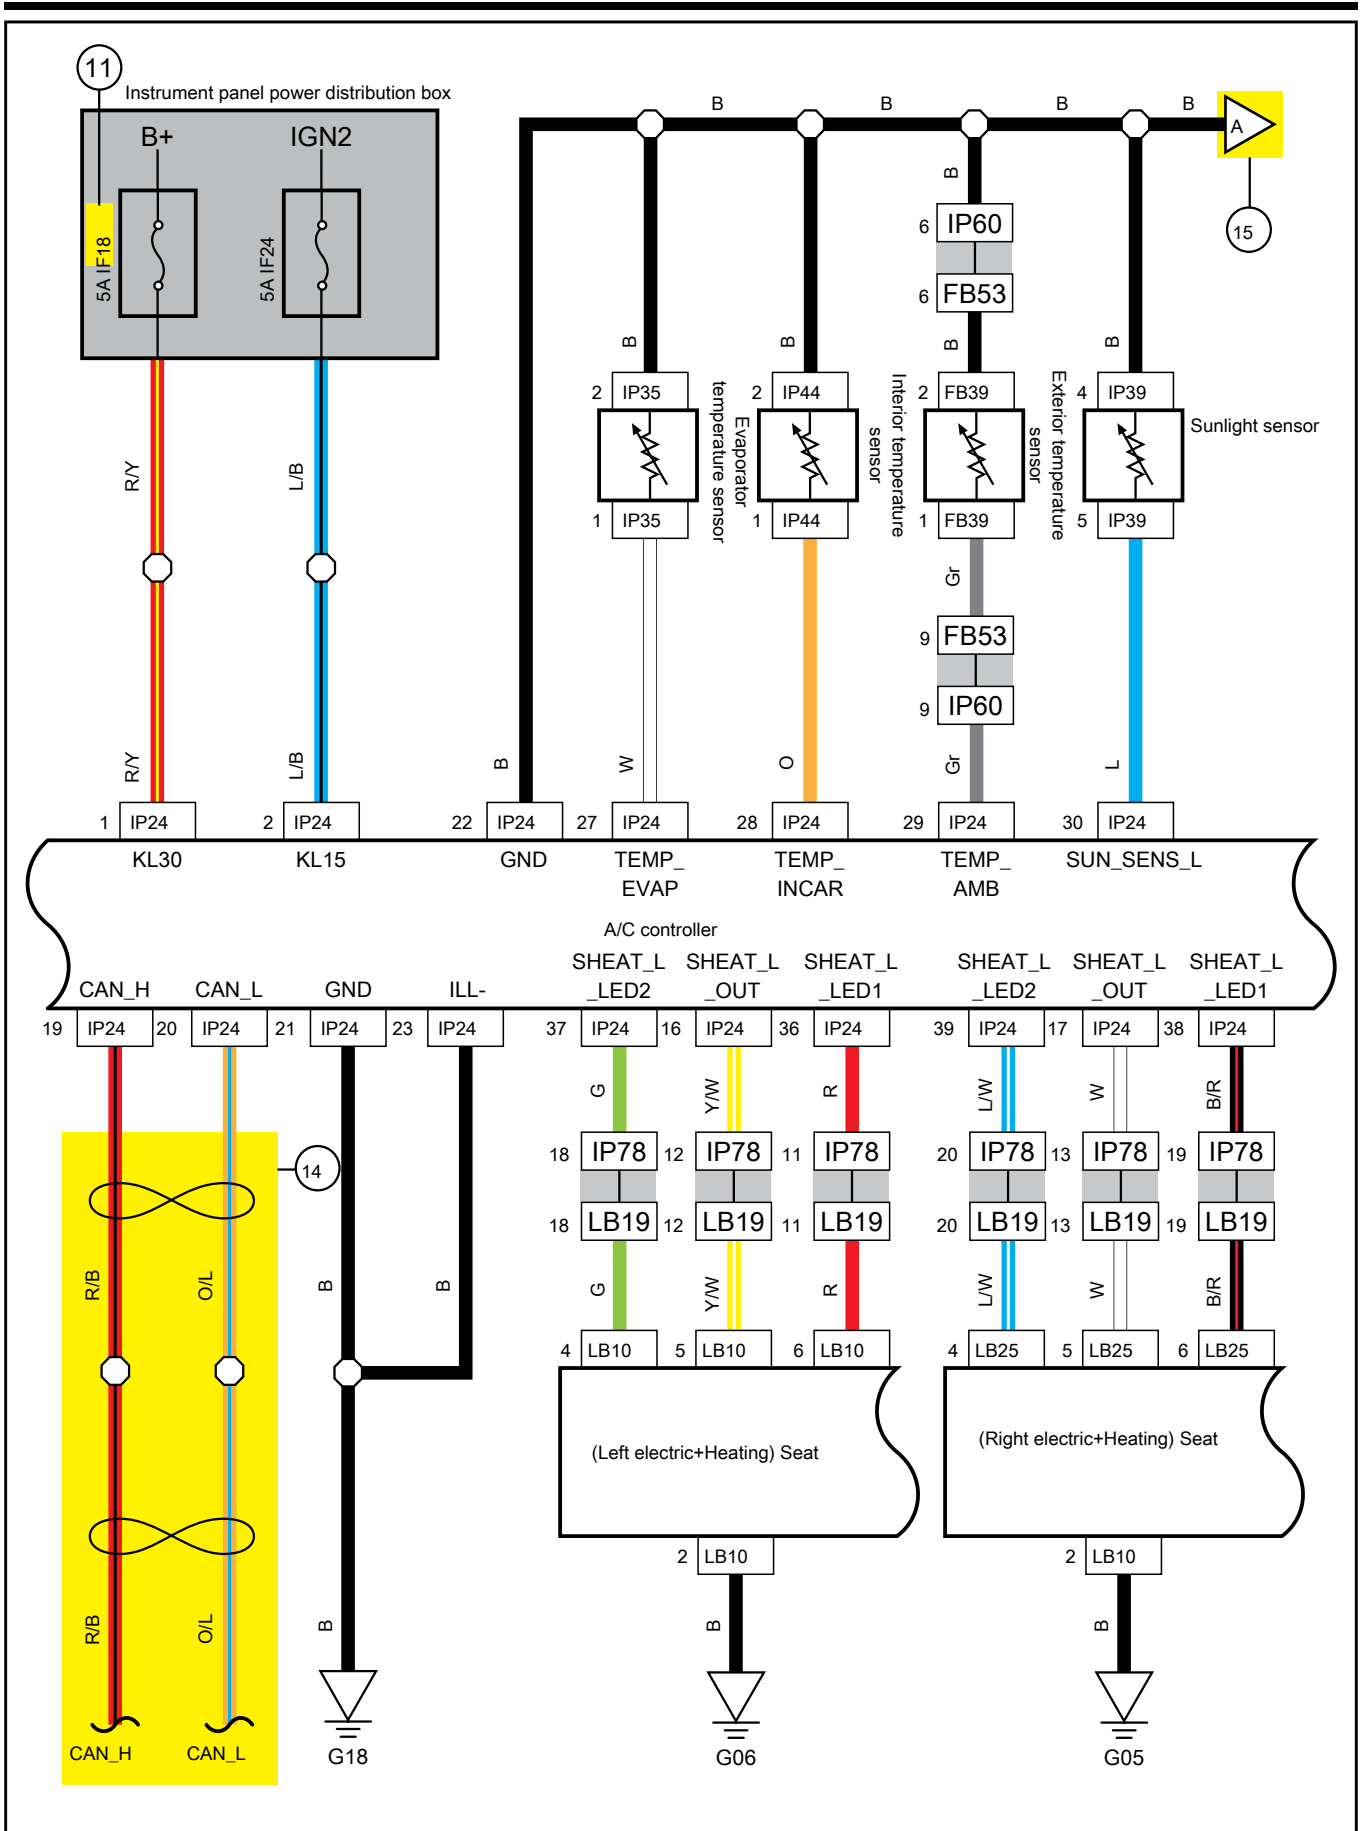 11
Instrument panel power distribution box
B+
IGN2
5A IF18
5A IF24
B
B
B
B
A
15
B
6
IP60
6
FB53
B
B
B
B
2
IP35
2
IP44
2
FB39
4
IP39
Evaporator
temperature sensor
Interior temperature
sensor
Exterior temperature
sensor
Sunlight sensor
1
IP35
1
IP44
1
FB39
5
IP39
R/Y
L/B
Gr
9
FB53
9
IP60
R/Y
L/B
B
W
O
Gr
L
1
IP24
2
IP24
22
IP24
27
IP24
28
IP24
29
IP24
30
IP24
KL30
KL15
GND
TEMP_
EVAP
TEMP_
INCAR
TEMP_
AMB
SUN_SENS_L
A/C controller
CAN_H
CAN_L
GND
ILL-
SHEAT_L
_LED2
SHEAT_L
_OUT
SHEAT_L
_LED1
SHEAT_L
_LED2
SHEAT_L
_OUT
SHEAT_L
_LED1
19
IP24
20
IP24
21
IP24
23
IP24
37
IP24
16
IP24
36
IP24
39
IP24
17
IP24
38
IP24
G
Y/W
R
L/W
W
B/R
14
18
IP78
12
IP78
11
IP78
20
IP78
13
IP78
19
IP78
18
LB19
12
LB19
11
LB19
20
LB19
13
LB19
19
LB19
R/B
O/L
B
B
G
Y/W
R
L/W
W
B/R
4
LB10
5
LB10
6
LB10
4
LB25
5
LB25
6
LB25
(Left electric+Heating) Seat
(Right electric+Heating) Seat
2
LB10
2
LB10
R/B
O/L
B
B
B
CAN_H
CAN_L
G18
G06
G05